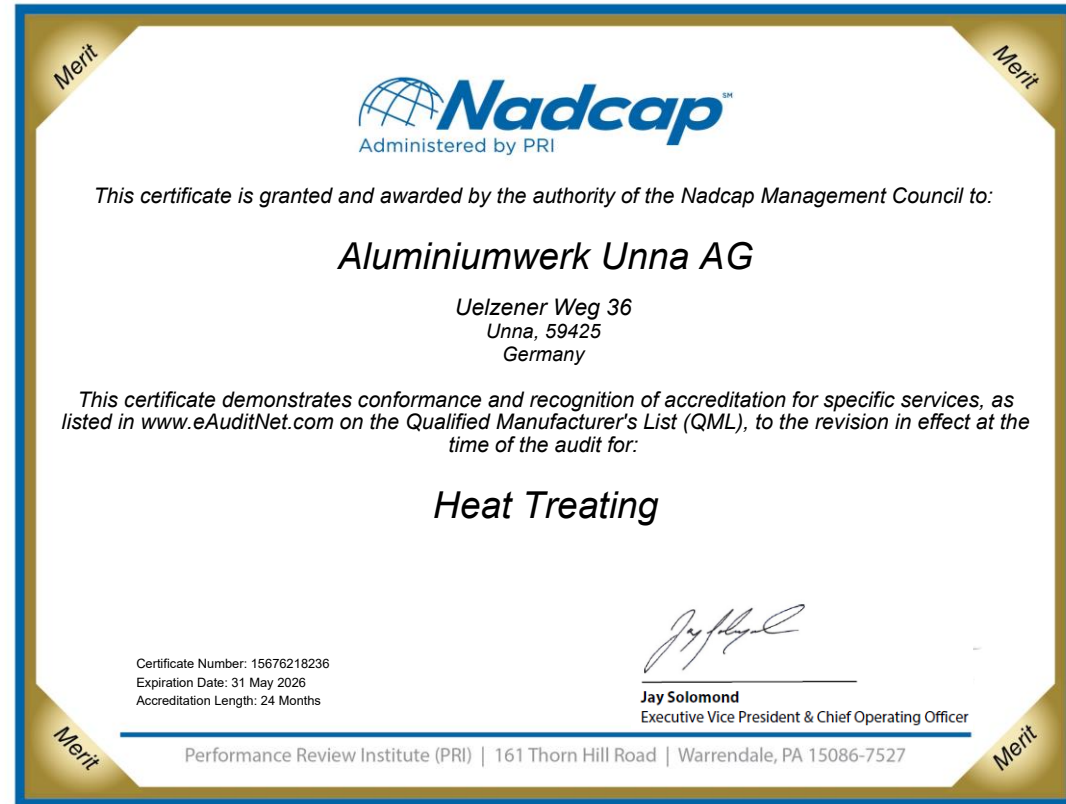 Merit
Merit
Nadcap℠
Administered by PRI
This certificate is granted and awarded by the authority of the Nadcap Management Council to:
Aluminiumwerk Unna AG
Uelzener Weg 36
Unna, 59425
Germany
This certificate demonstrates conformance and recognition of accreditation for specific services, as
listed in www.eAuditNet.com on the Qualified Manufacturer's List (QML), to the revision in effect at the
time of the audit for:
Heat Treating
Certificate Number: 15676218236
Expiration Date: 31 May 2026
Accreditation Length: 24 Months
Jay Solomond
Executive Vice President & Chief Operating Officer
Merit
Merit
Performance Review Institute (PRI) | 161 Thorn Hill Road | Warrendale, PA 15086-7527